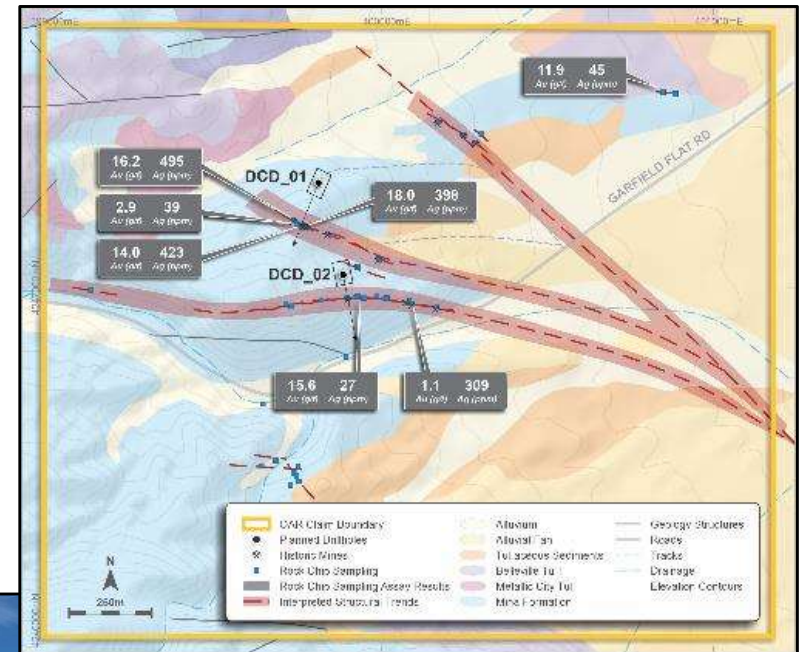 400000mE
11.9 45
Au (g/t) Ag (ppm)
GARFIELD FLAT RD
16.2 495
Au (g/t) Ag (ppm)
DCD_01
18.0 398
Au (g/t) Ag (ppm)
2.9 39
Au (g/t) Ag (ppm)
14.0 423
Au (g/t) Ag (ppm)
DCD_02
15.6 27
Au (g/t) Ag (ppm)
1.1 309
Au (g/t) Ag (ppm)
N
250m
Claim Boundary
Planned Drillholes
Historic Mines
Rock Chip Sampling
Rock Chip Sampling Assay Results
Interpreted Structural Trends
Alluvium
Alluvial Fan
Tuffaceous Sediments
Belleville Tuff
Metallic City Tuff
Mina Formation
Geology Structures
Roads
Tracks
Drainage
Elevation Contours